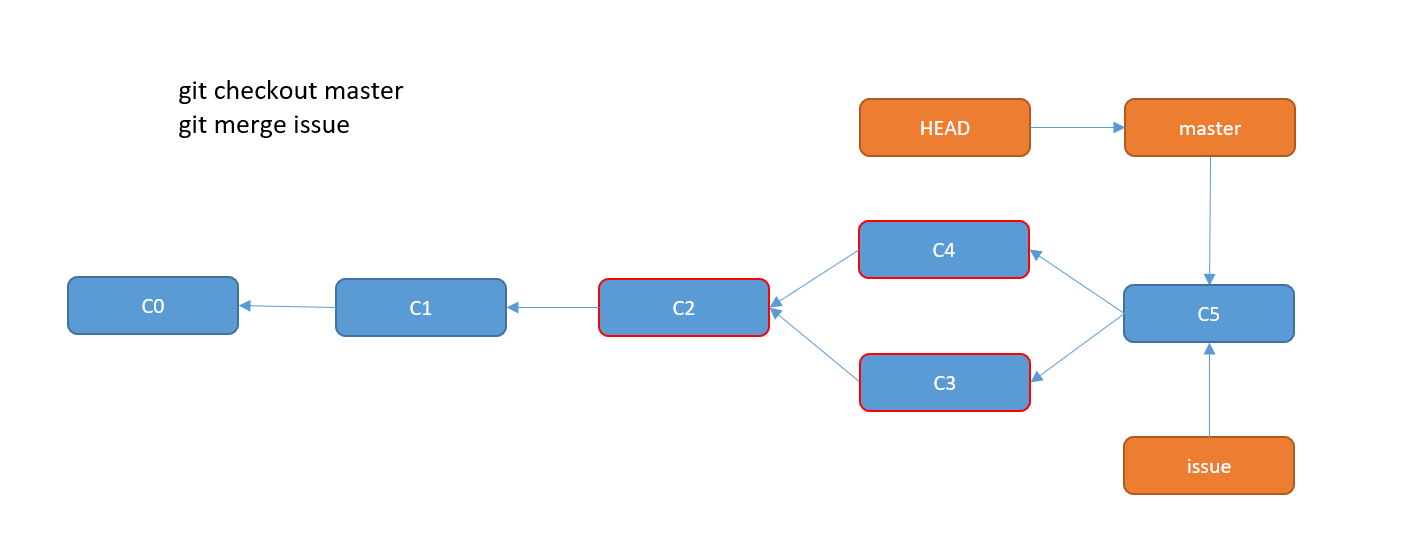 git checkout master
git merge issue
HEAD
master
C4
C0
C1
C2
C5
C3
issue